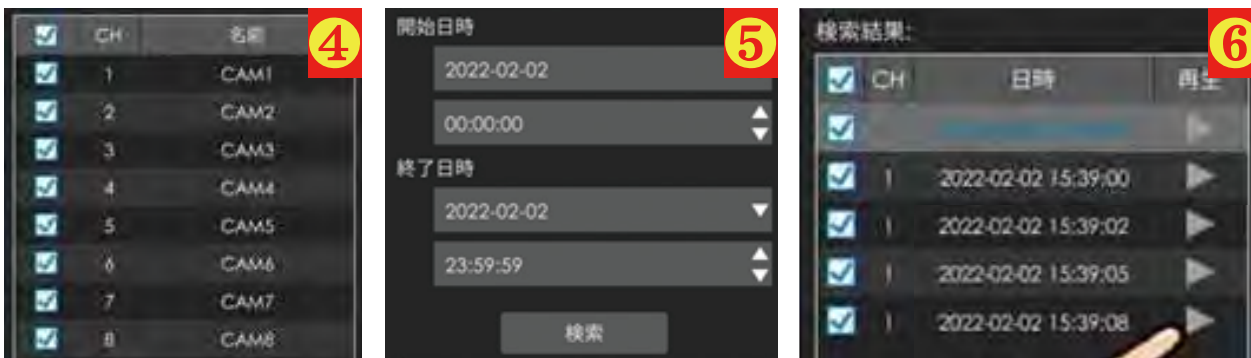 4
CH 名前
1 CAM1
2 CAM2
3 CAM3
4 CAM4
5 CAM5
6 CAM6
7 CAM7
8 CAM8
5
開始日時
2022-02-02
00:00:00
終了日時
2022-02-02
23:59:59
検索
6
検索結果:
CH 日時 再生
1 2022-02-02 15:39:00
1 2022-02-02 15:39:02
1 2022-02-02 15:39:05
1 2022-02-02 15:39:08